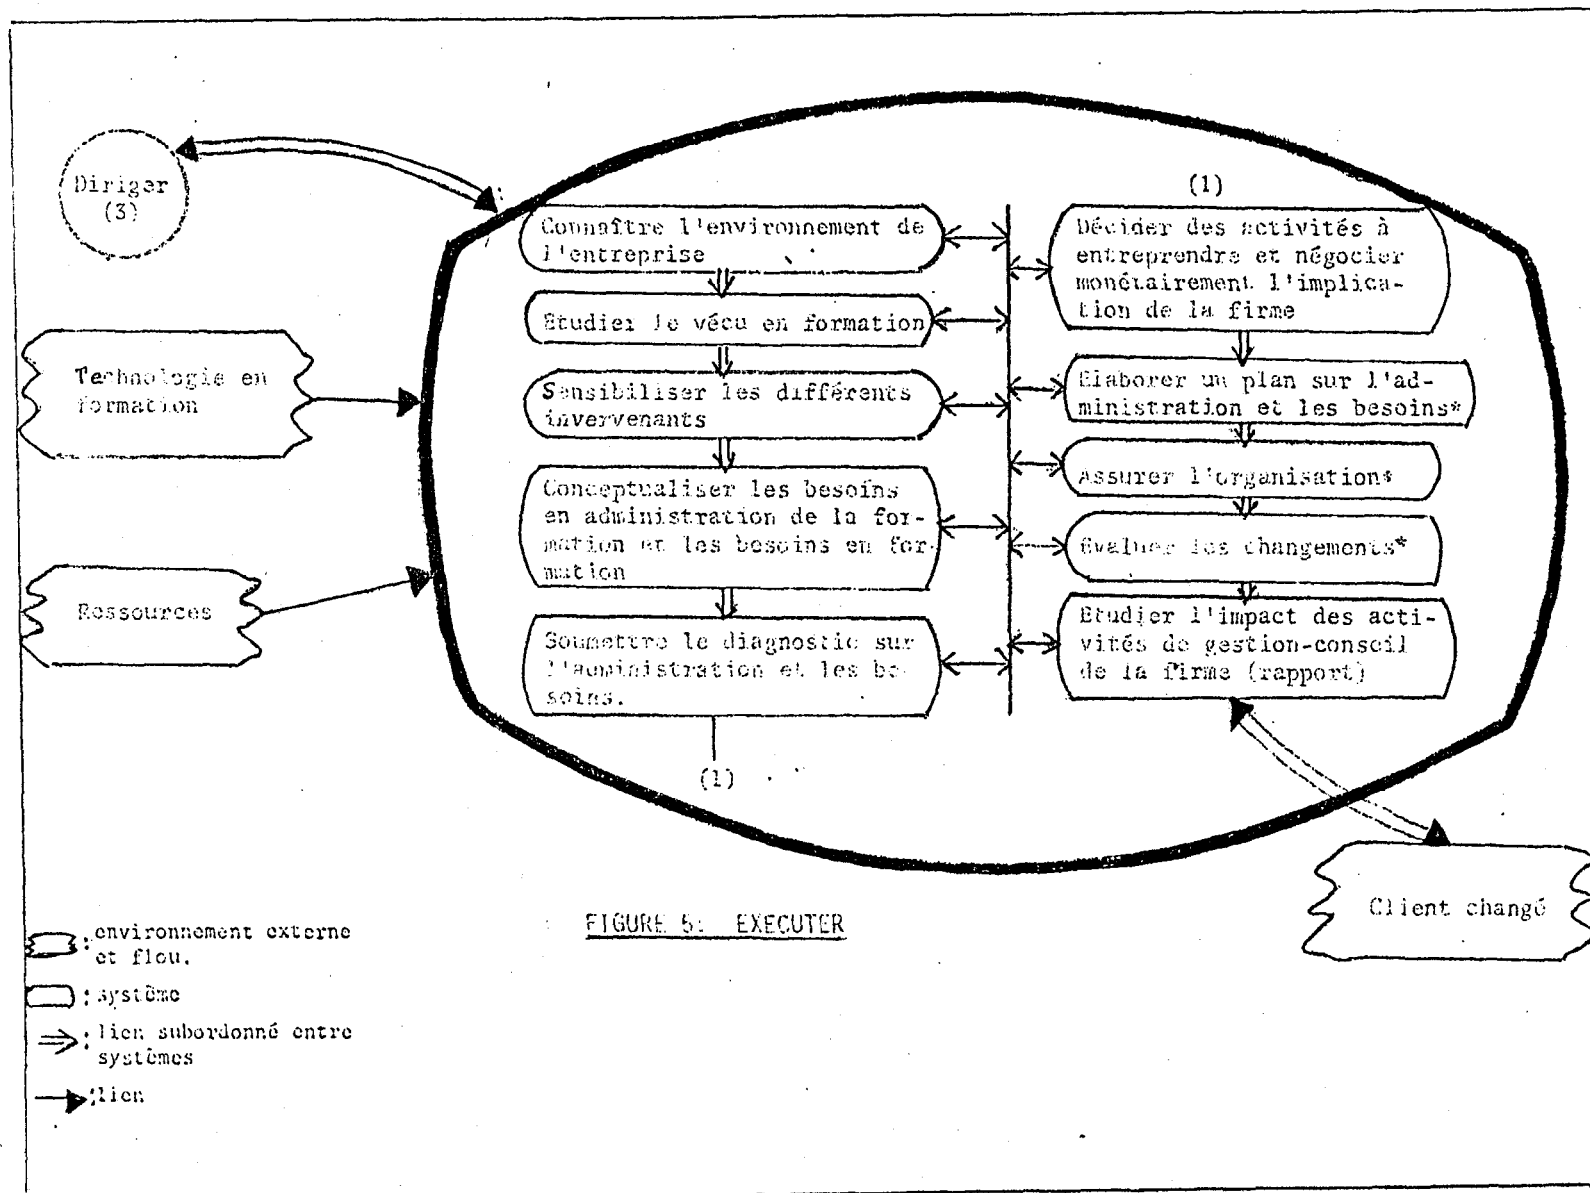 Diriger
(3)
Technologie en
formation
Ressources
Connaître l'environnement de
l'entreprise
Etudier le vécu en formation
Sensibiliser les différents
invervenants
Conceptualiser les besoins
en administration de la for-
mation et les besoins en for-
mation
Soumettre le diagnostic sur
l'administration et les be-
soins.
(1)
(1)
Décider des activités à
entreprendre et négocier
monétairement l'implica-
tion de la firme
Elaborer un plan sur l'ad-
ministration et les besoins*
Assurer l'organisation*
Evaluer les changements*
Etudier l'impact des acti-
vités de gestion-conseil
de la firme (rapport)
Client changé
FIGURE 5: EXECUTER
: environnement externe
et flou.
: système
: lien subordonné entre
systèmes
: lien